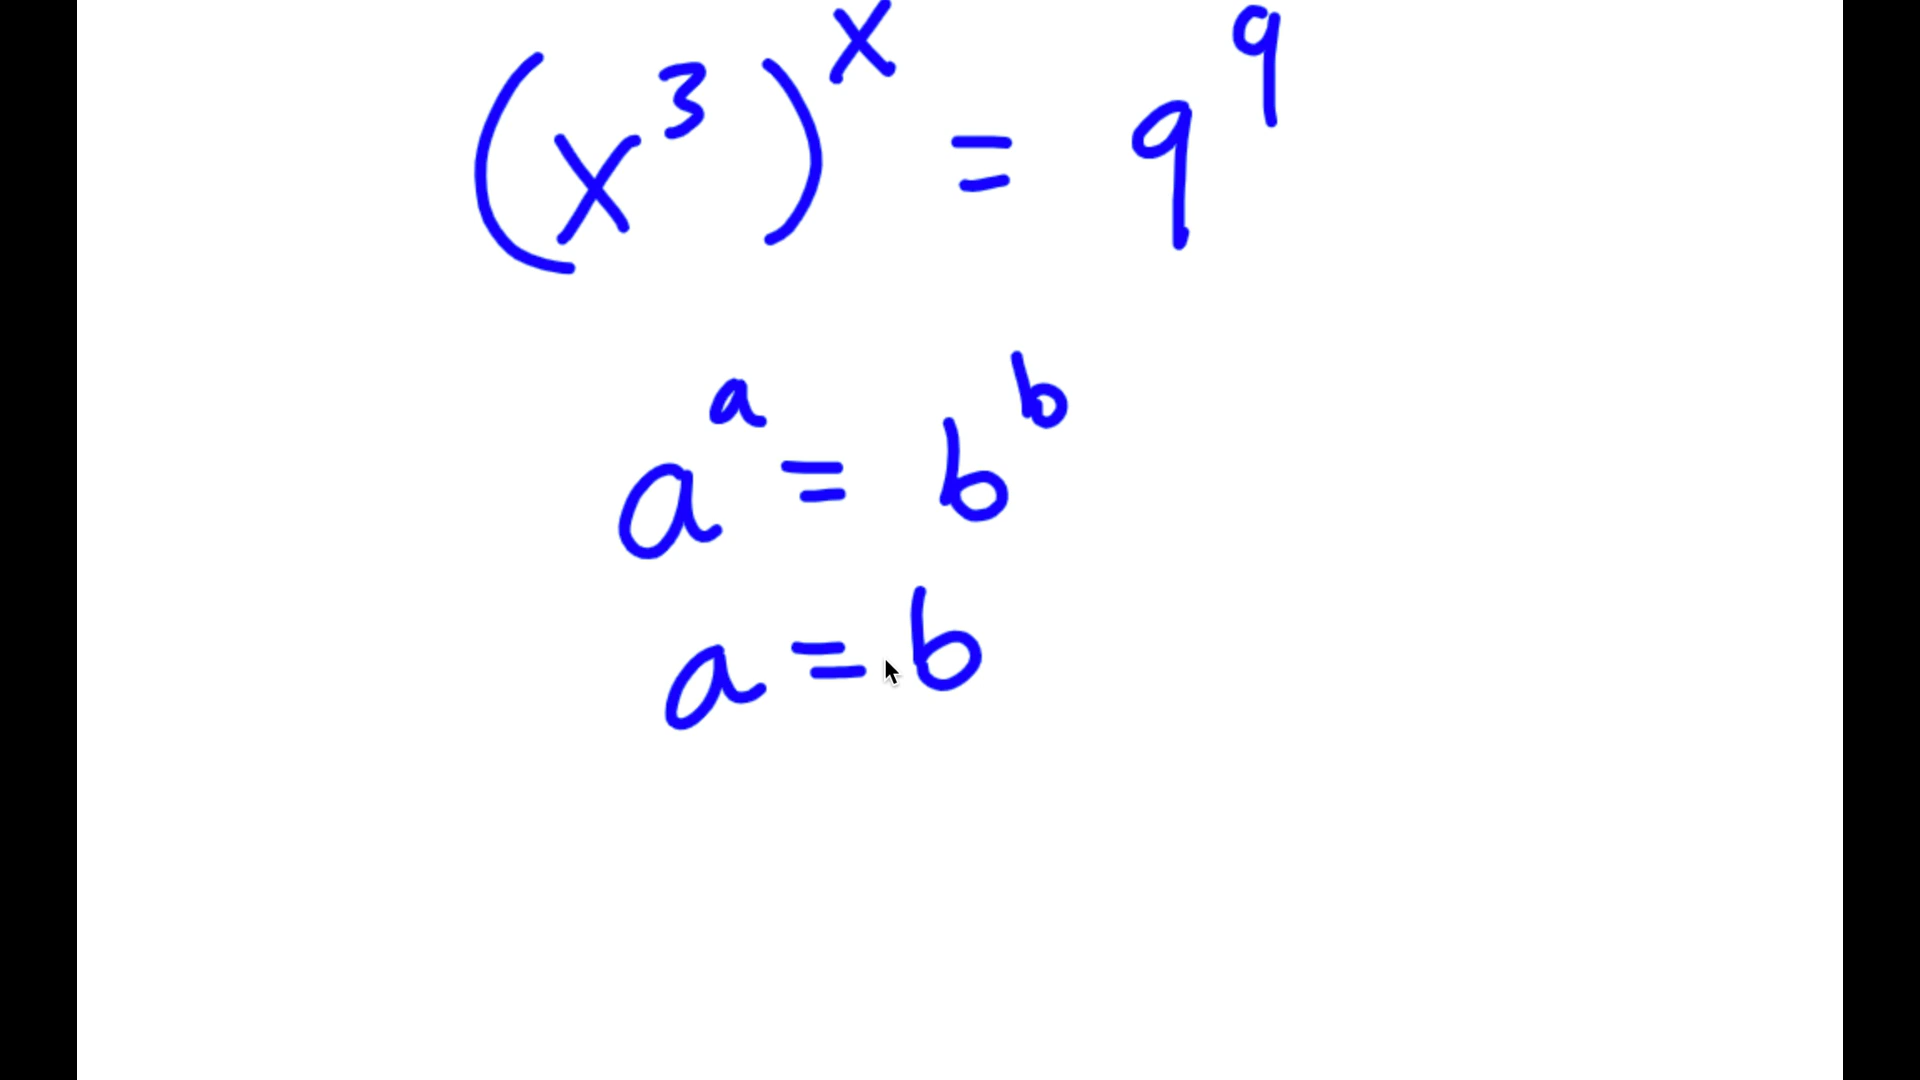 (x³)ˣ = 9⁹
aᵃ = bᵇ
a = b